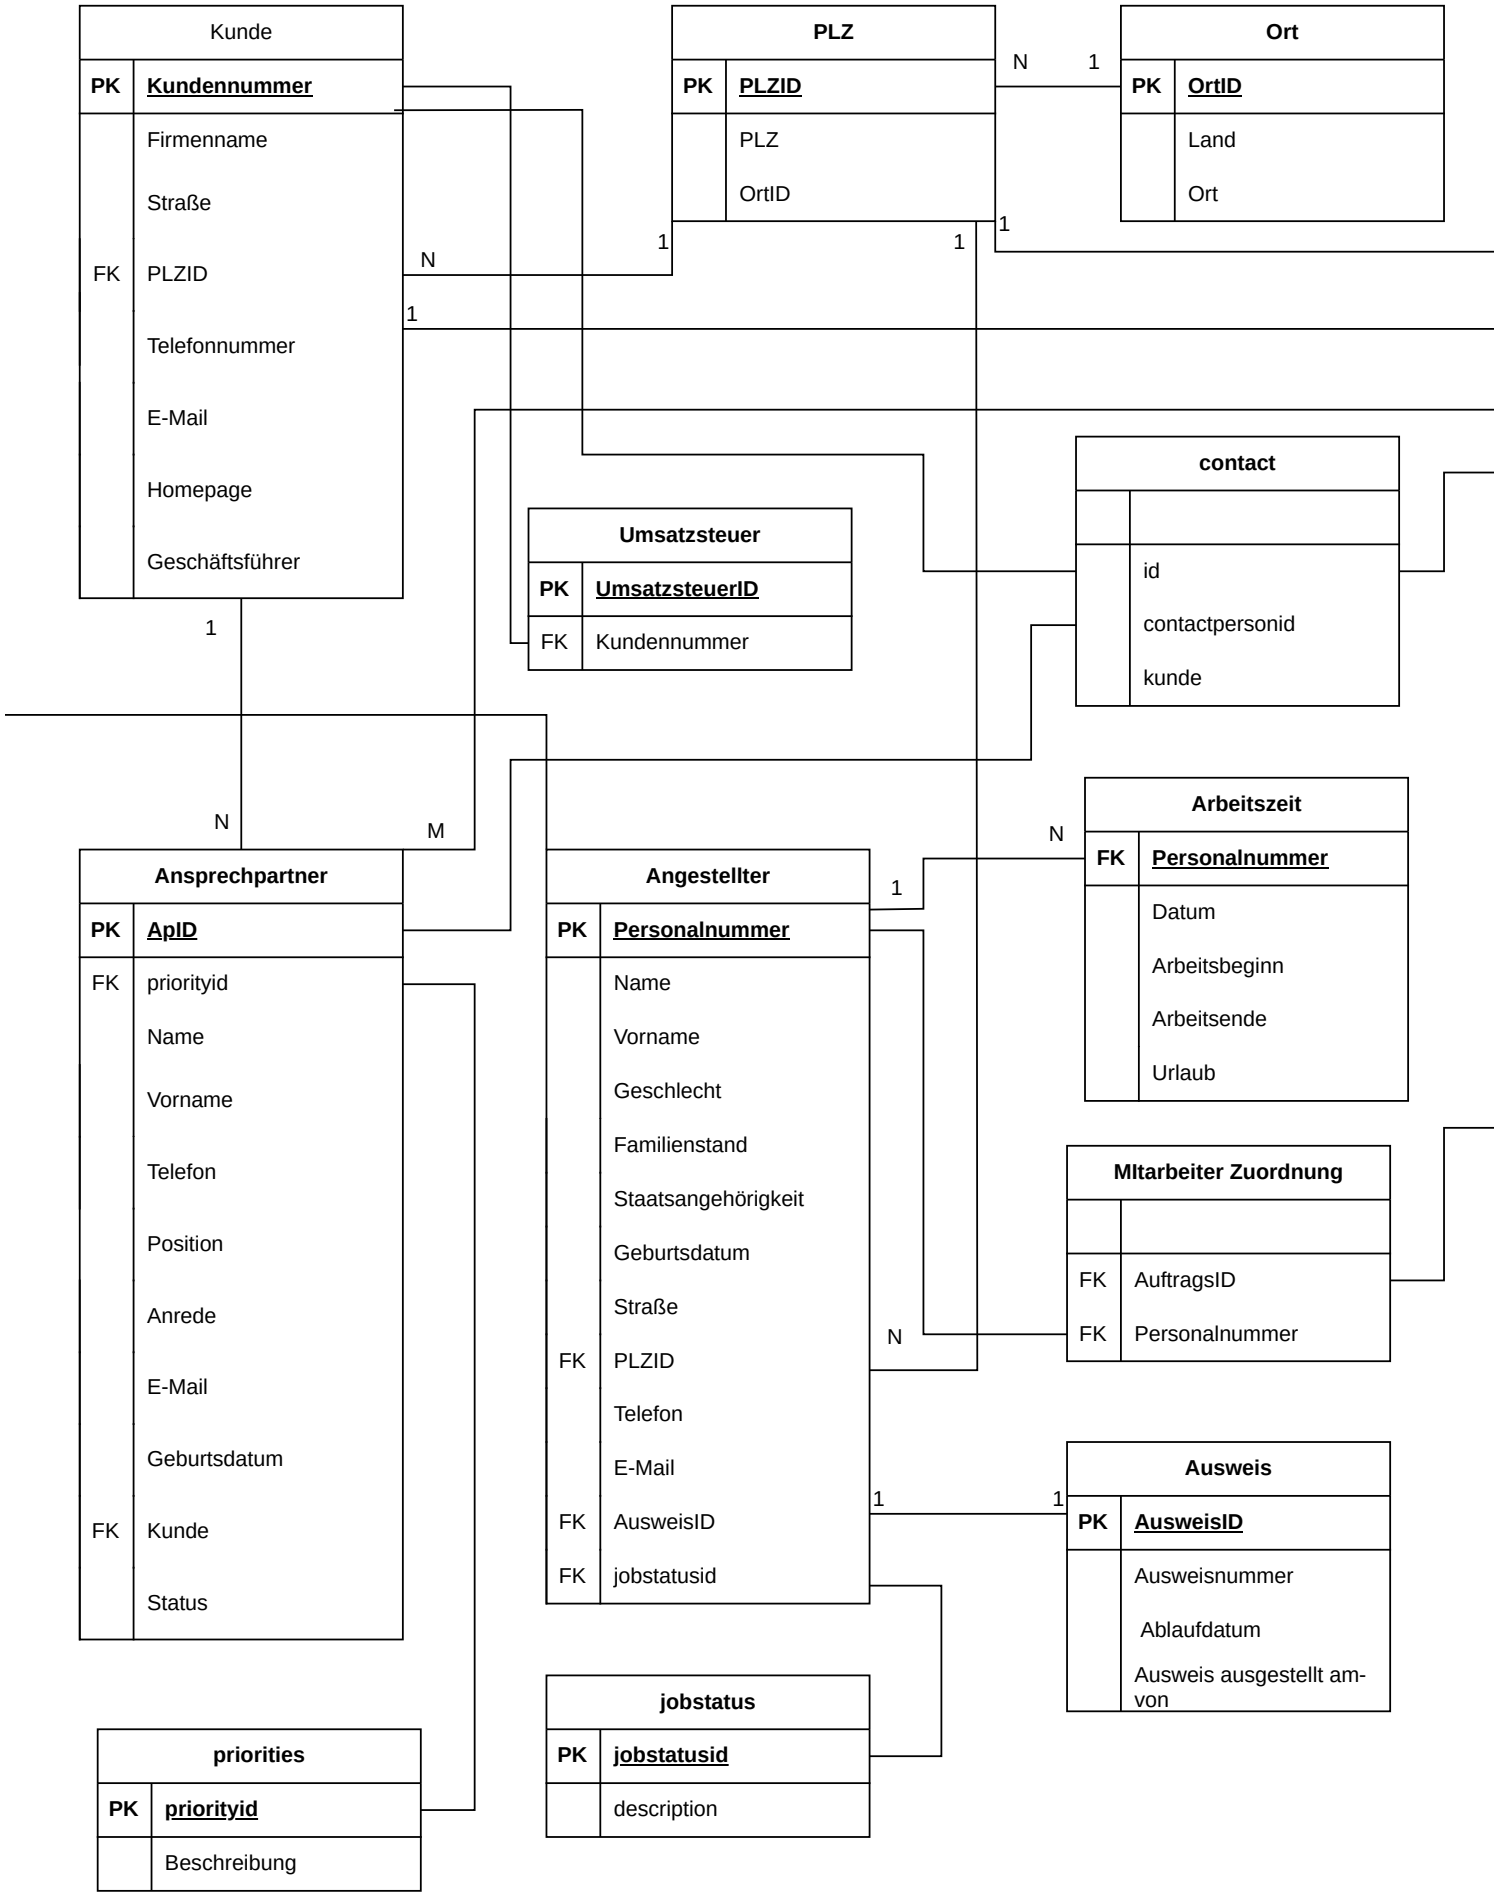 Kunde
PK Kundennummer
Firmenname
Straße
FK PLZID
Telefonnummer
E-Mail
Homepage
Geschäftsführer
PLZ
PK PLZID
PLZ
OrtID
N 1
Ort
PK OrtID
Land
Ort
N
1
1
1
1
contact
id
contactpersonid
kunde
Umsatzsteuer
PK UmsatzsteuerID
FK Kundennummer
1
N
M
Ansprechpartner
PK ApID
FK priorityid
Name
Vorname
Telefon
Position
Anrede
E-Mail
Geburtsdatum
FK Kunde
Status
Angestellter
PK Personalnummer
Name
Vorname
Geschlecht
Familienstand
Staatsangehörigkeit
Geburtsdatum
Straße
FK PLZID
Telefon
E-Mail
FK AusweisID
FK jobstatusid
1
N
Arbeitszeit
FK Personalnummer
Datum
Arbeitsbeginn
Arbeitsende
Urlaub
MItarbeiter Zuordnung
FK AuftragsID
FK Personalnummer
N
1
1
Ausweis
PK AusweisID
Ausweisnummer
Ablaufdatum
Ausweis ausgestellt am-
von
jobstatus
PK jobstatusid
description
priorities
PK priorityid
Beschreibung